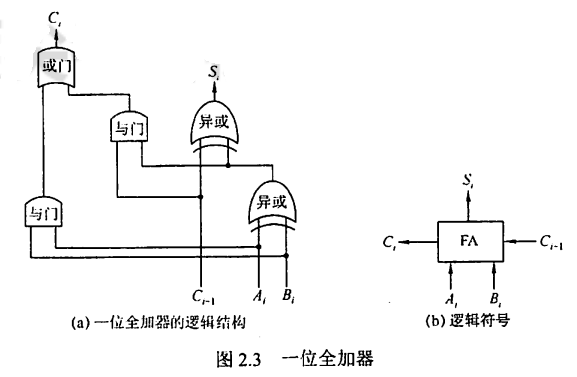 C_i
或门
S_i
异或
与门
与门
异或
C_{i-1} A_i B_i
(a) 一位全加器的逻辑结构
S_i
C_i FA C_{i-1}
A_i B_i
(b) 逻辑符号
图 2.3 一位全加器